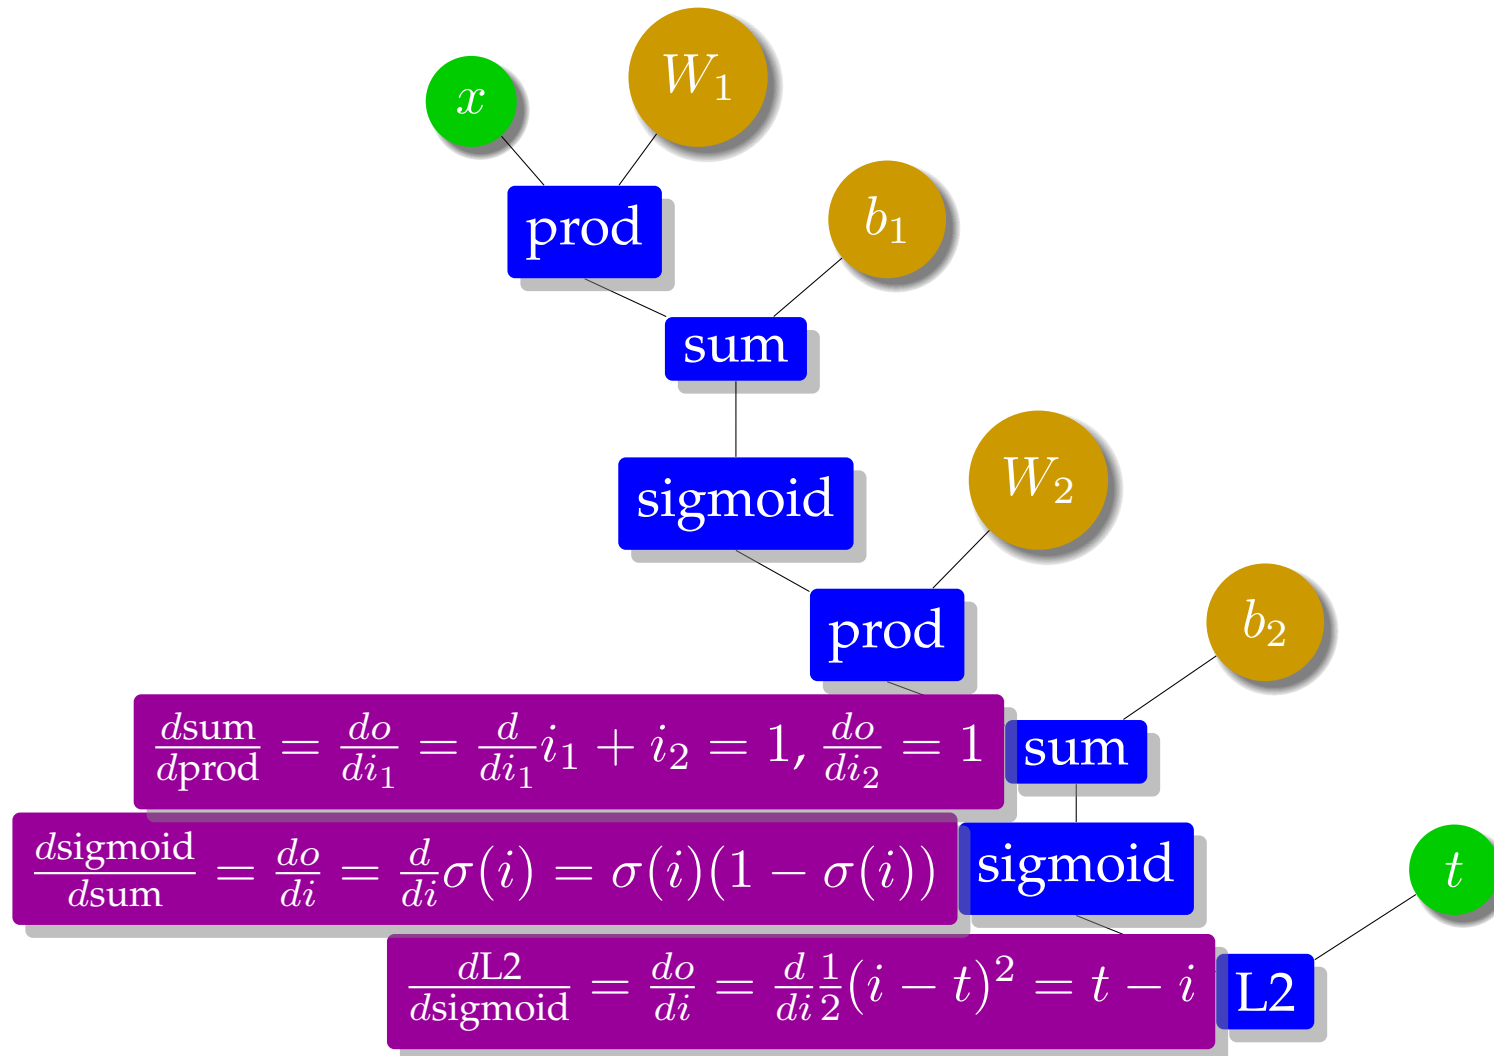 x
W₁
prod
b₁
sum
sigmoid
W₂
prod
b₂
dsum/dprod = do/di₁ = d/di₁ i₁ + i₂ = 1, do/di₂ = 1
sum
dsigmoid/dsum = do/di = d/di σ(i) = σ(i)(1 − σ(i))
sigmoid
t
dL2/dsigmoid = do/di = d/di 1/2 (i − t)² = t − i
L2